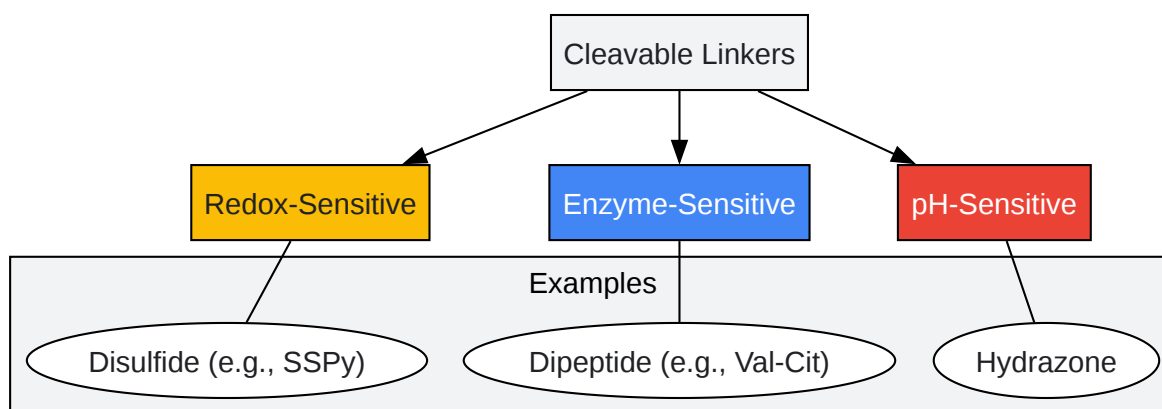 Cleavable Linkers
Redox-Sensitive
Enzyme-Sensitive
pH-Sensitive
Examples
Disulfide (e.g., SSPy)
Dipeptide (e.g., Val-Cit)
Hydrazone